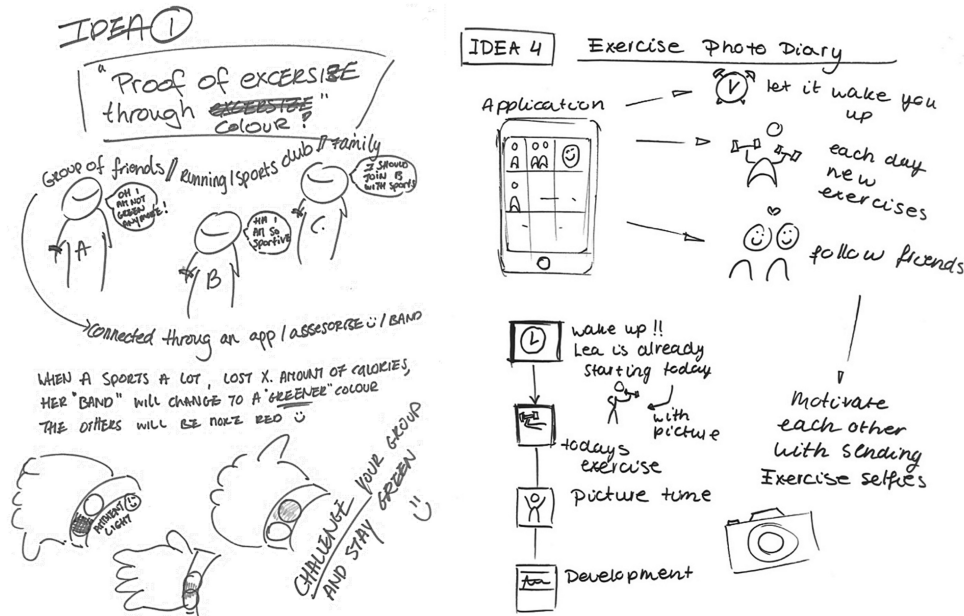 IDEA 1
"Proof of EXCERSIZE
through EXCERSIZE"
COLOUR?
GROUP of friends // Running/sports club // Family
OH I
AM NOT
GREEN
ANYMORE!
HA I
AM SO
SPORTIVE
I SHOULD
JOIN B
WITH SPORTS
A
B
C.
Connected throug an app / ASSESORBE / BAND
WHEN A SPORTS A LOT, LOST X. AMOUNT OF CALORIES,
HER "BAND" WILL CHANGE TO A "GREENER" COLOUR
THE OTHERS WILL BE MORE RED
AMBIENT
LIGHT
CHALLENGE YOUR GROUP
AND STAY GREEN
IDEA 4
Exercise Photo Diary
Application
let it wake you
up
each day
new
exercises
follow friends
wake up!!
Lea is already
starting today
with
picture
todays
exercise
Picture time
Development
Motivate
each other
with sending
Exercise selfies